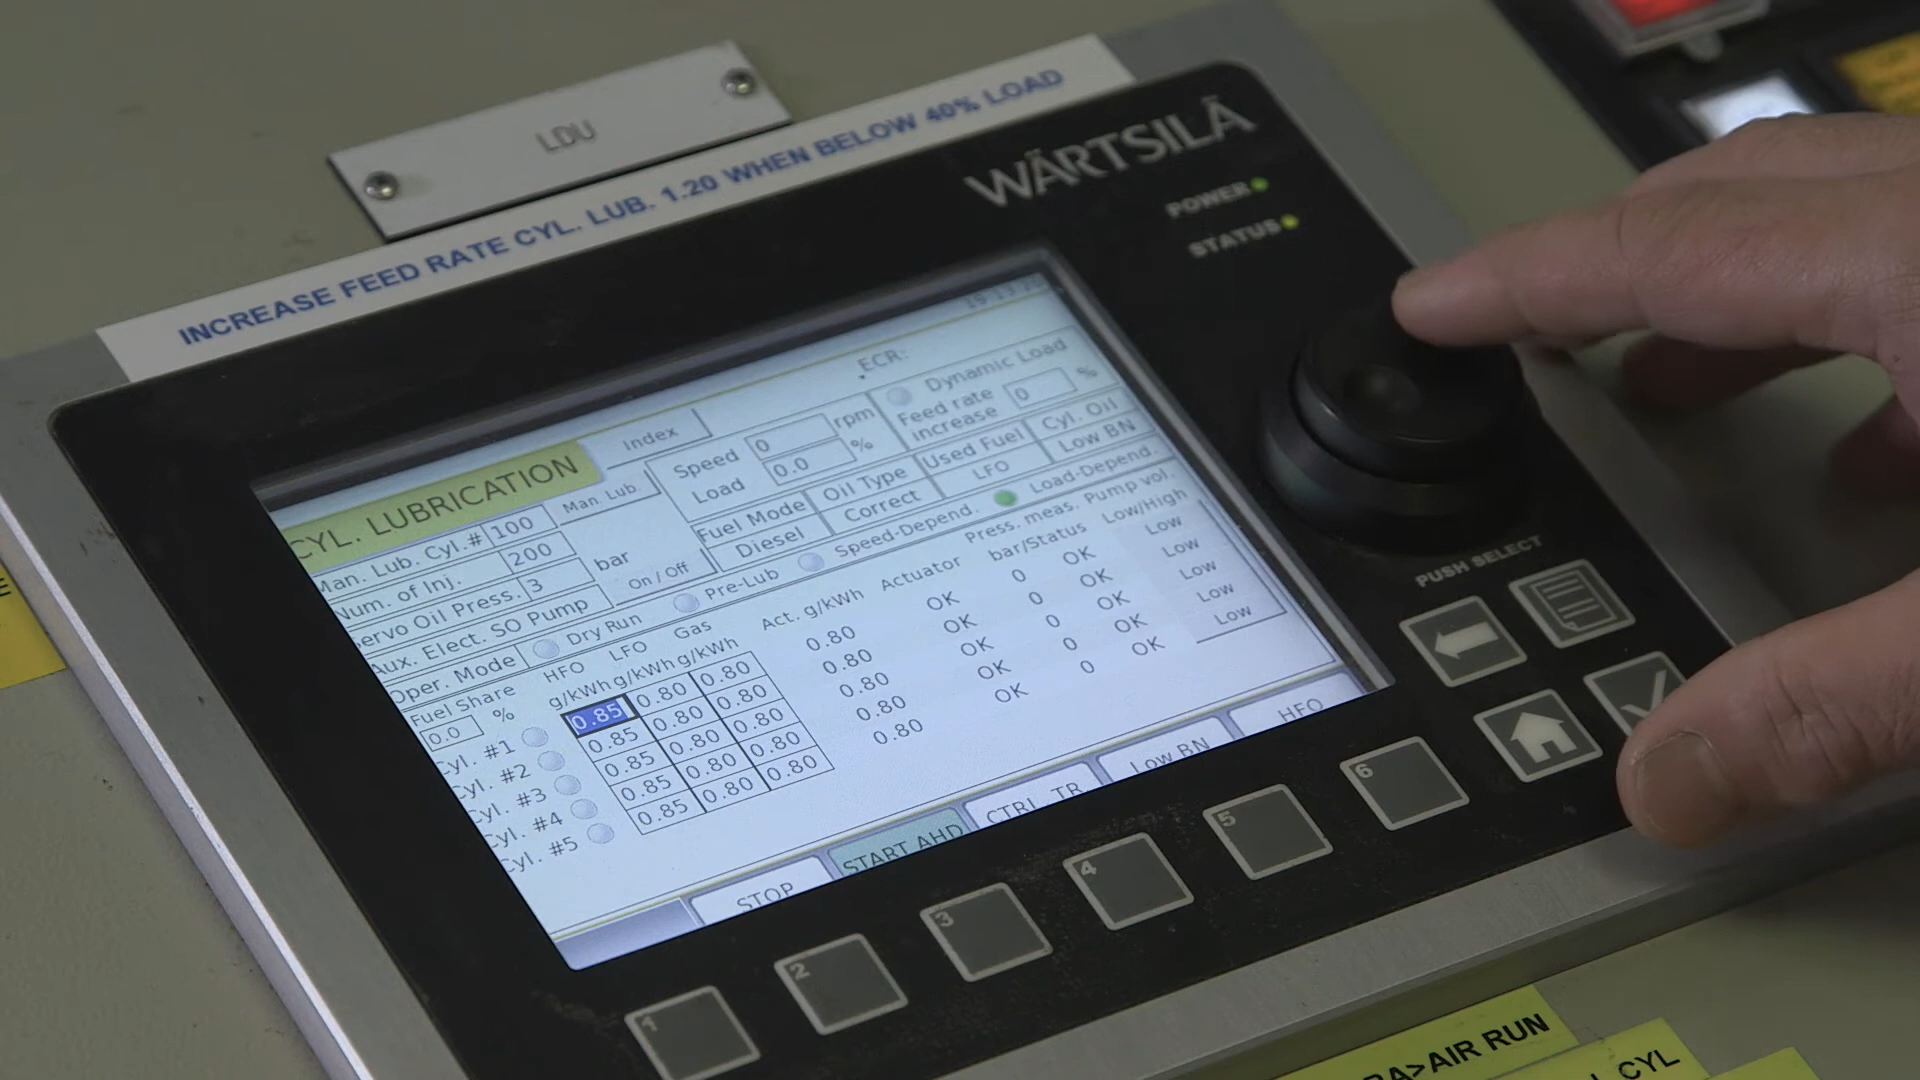 LDU
INCREASE FEED RATE CYL. LUB. 1.20 WHEN BELOW 40% LOAD
WÄRTSILÄ
POWER
STATUS
ECR:
CYL. LUBRICATION
Index
Man. Lub. Cyl.# 100
Man. Lub.
Num. of Inj. 200
Servo Oil Press. 3 bar
Aux. Elect. SO Pump On / Off
Speed 0 rpm
Load 0.0 %
Dynamic Load
Feed rate increase 0 %
Fuel Mode Oil Type Used Fuel Cyl. Oil
Diesel Correct LFO Low BN
Oper. Mode Dry Run Pre-Lub Speed-Depend. Load-Depend.
Fuel Share HFO LFO Gas Act. g/kWh Actuator Press. meas. Pump vol.
0.0 % g/kWh g/kWh g/kWh bar/Status Low/High
Cyl. #1 0.85 0.80 0.80 0.80 OK 0 OK Low
Cyl. #2 0.85 0.80 0.80 0.80 OK 0 OK Low
Cyl. #3 0.85 0.80 0.80 0.80 OK 0 OK Low
Cyl. #4 0.85 0.80 0.80 0.80 OK 0 OK Low
Cyl. #5 0.85 0.80 0.80 0.80 OK 0 OK Low
STOP START AHD CTRL. TR. Low BN HFO
PUSH SELECT
1 2 3 4 5 6
>AIR RUN
CYL